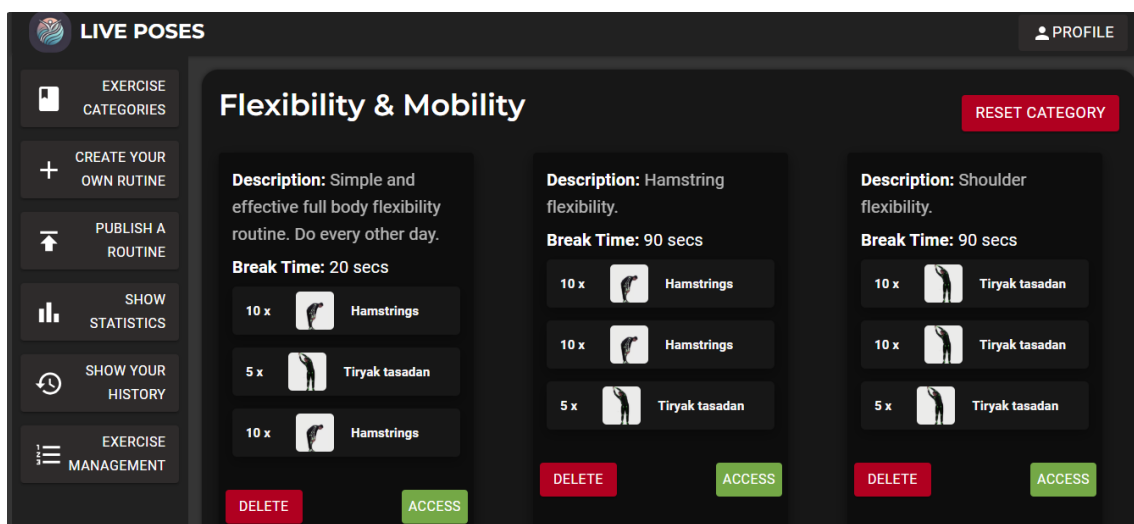 LIVE POSES
PROFILE
EXERCISE
CATEGORIES
CREATE YOUR
OWN RUTINE
PUBLISH A
ROUTINE
SHOW
STATISTICS
SHOW YOUR
HISTORY
EXERCISE
MANAGEMENT
Flexibility & Mobility
RESET CATEGORY
Description: Simple and
effective full body flexibility
routine. Do every other day.
Break Time: 20 secs
10 x Hamstrings
5 x Tiryak tasadan
10 x Hamstrings
DELETE ACCESS
Description: Hamstring
flexibility.
Break Time: 90 secs
10 x Hamstrings
10 x Hamstrings
5 x Tiryak tasadan
DELETE ACCESS
Description: Shoulder
flexibility.
Break Time: 90 secs
10 x Tiryak tasadan
10 x Tiryak tasadan
5 x Tiryak tasadan
DELETE ACCESS